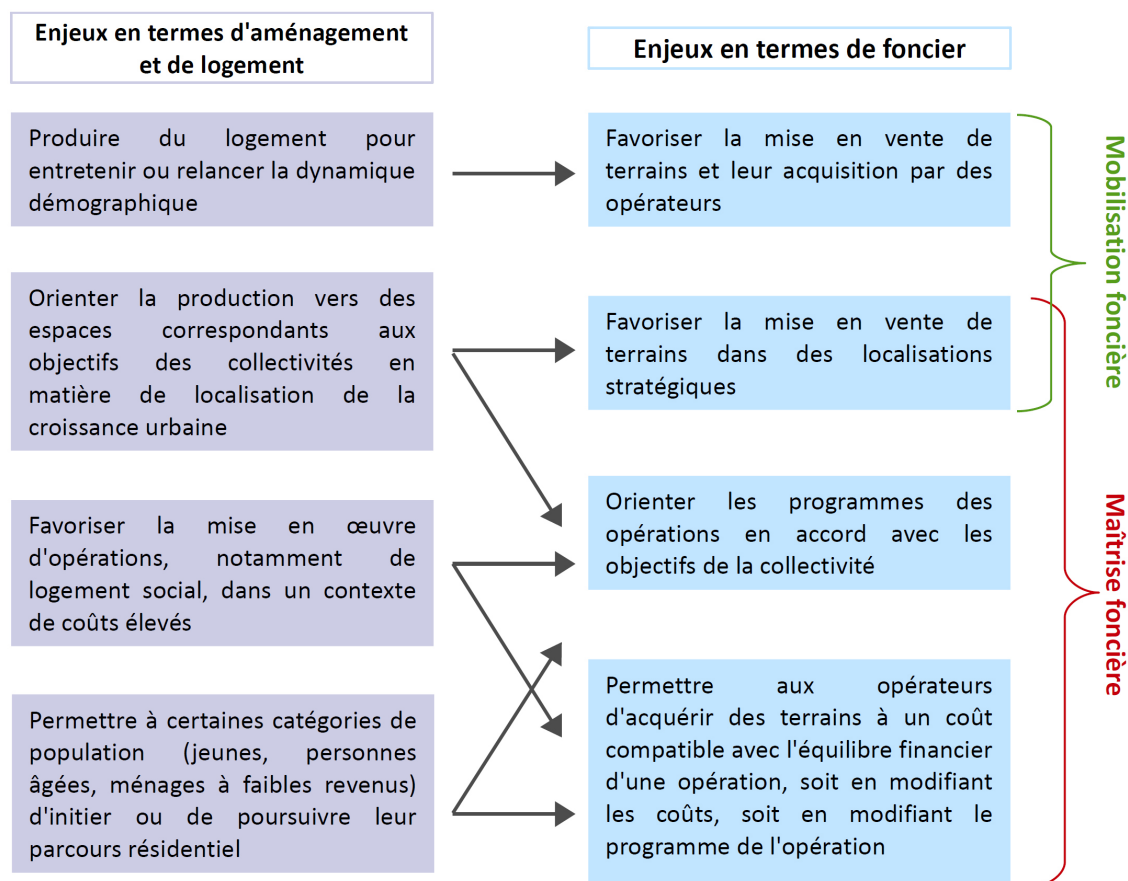 Enjeux en termes d'aménagement
et de logement
Produire du logement pour
entretenir ou relancer la dynamique
démographique
Orienter la production vers des
espaces correspondants aux
objectifs des collectivités en
matière de localisation de la
croissance urbaine
Favoriser la mise en œuvre
d'opérations, notamment de
logement social, dans un contexte
de coûts élevés
Permettre à certaines catégories de
population (jeunes, personnes
âgées, ménages à faibles revenus)
d'initier ou de poursuivre leur
parcours résidentiel
Enjeux en termes de foncier
Favoriser la mise en vente de
terrains et leur acquisition par des
opérateurs
Favoriser la mise en vente de
terrains dans des localisations
stratégiques
Orienter les programmes des
opérations en accord avec les
objectifs de la collectivité
Permettre aux opérateurs
d'acquérir des terrains à un coût
compatible avec l'équilibre financier
d'une opération, soit en modifiant
les coûts, soit en modifiant le
programme de l'opération
Mobilisation foncière
Maîtrise foncière